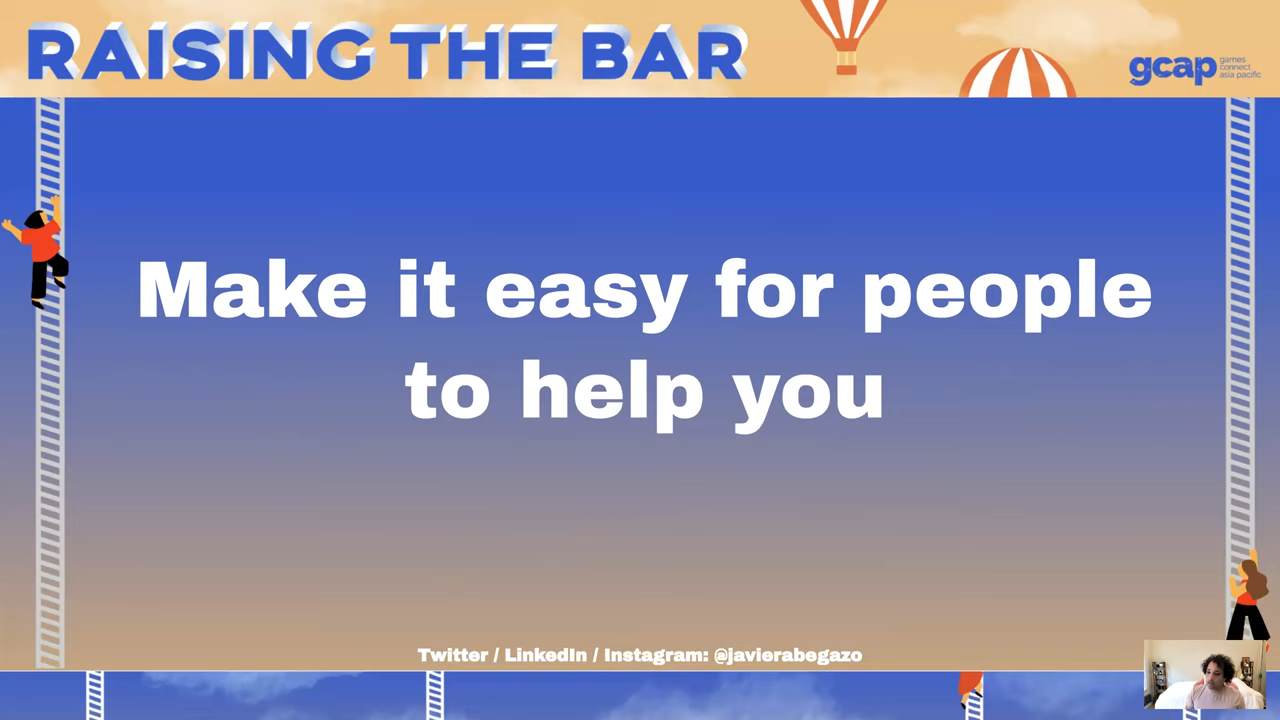 RAISING THE BAR
gcap games
connect
asia pacific
Make it easy for people
to help you
Twitter / LinkedIn / Instagram: @javierabegazo